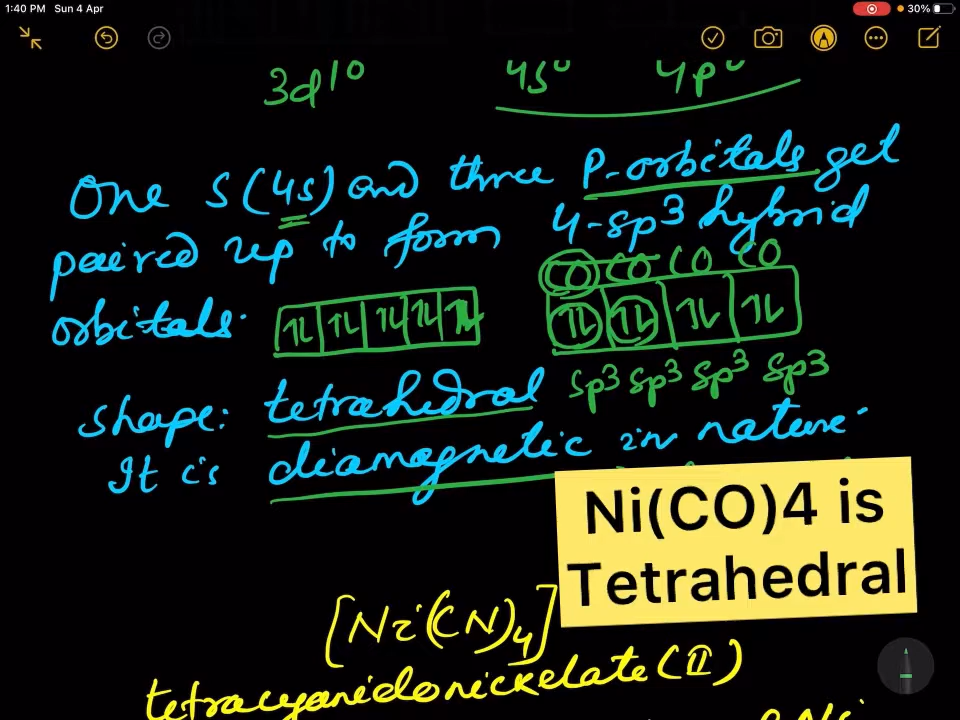 1:40 PM Sun 4 Apr
30%
3d10 4s0 4p0
One S(4s) and three P-orbitals get
paired up to form 4-sp3 hybrid
CO CO CO CO
orbitals.
sp3 sp3 sp3 sp3
shape: tetrahedral
It is diamagnetic in nature.
Ni(CO)4 is
Tetrahedral
[Ni(CN)4]
tetracyanidonickelate(II)